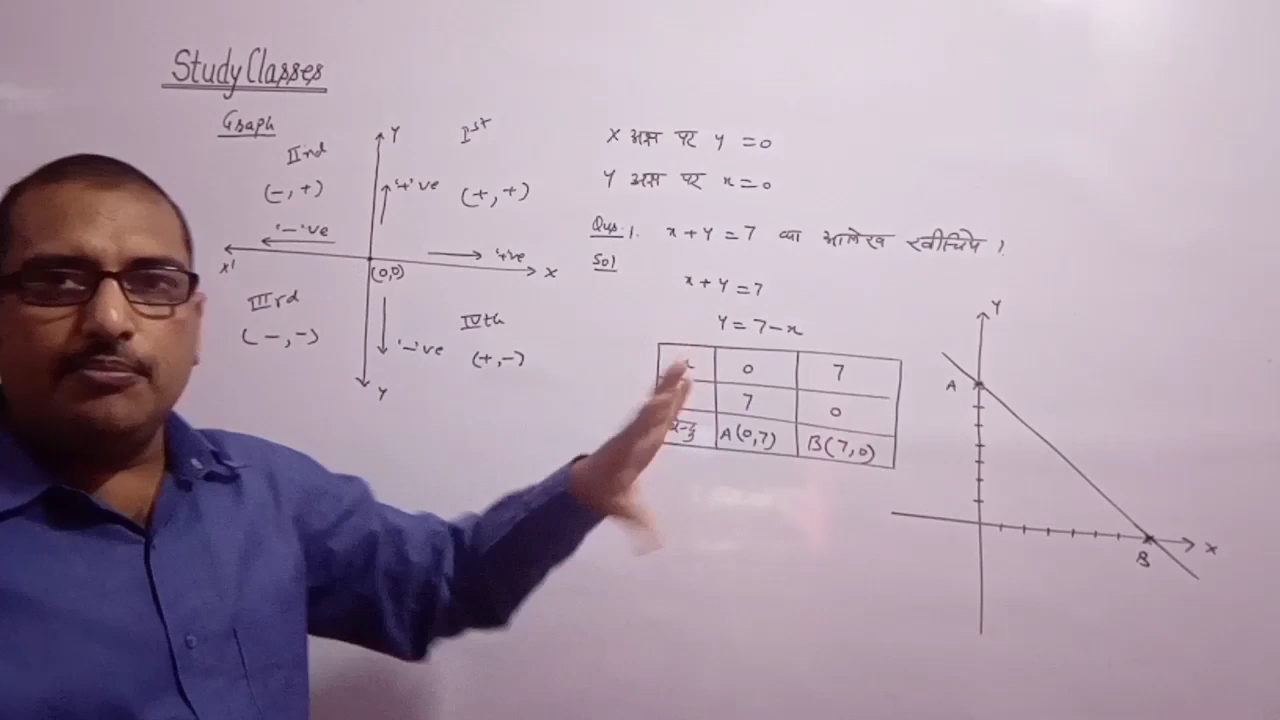 Study Classes
Graph
IInd
(-, +)
Y
Ist
(+, +)
'+'ve
'-'ve
X'
(0,0)
'+'ve
X
IIIrd
(-, -)
'-'ve
IVth
(+, -)
Y
X अक्ष पर Y = 0
Y अक्ष पर x = 0
Ques. 1. x + y = 7 का आलेख खीचिये ?
Sol
x + y = 7
y = 7 - x
x 0 7
7 0
A(0,7) B(7,0)
Y
A
X
B